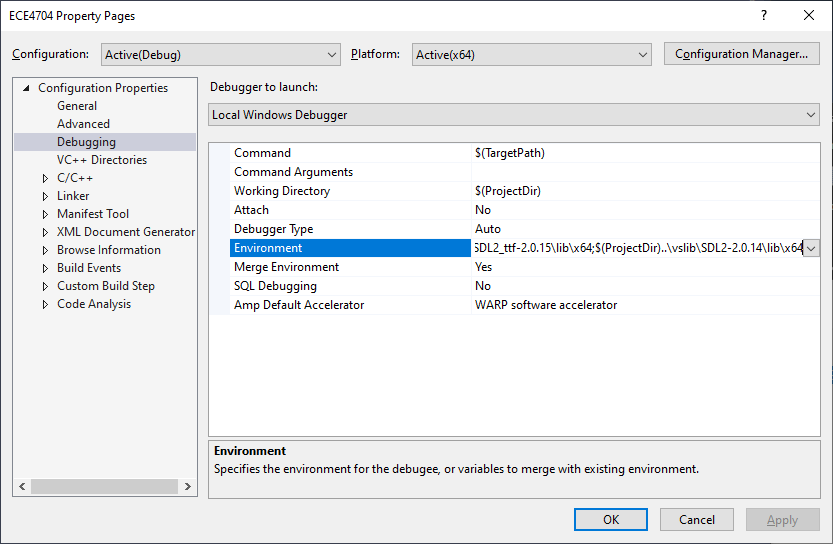 ECE4704 Property Pages
?
Configuration: Active(Debug) Platform: Active(x64) Configuration Manager...
Configuration Properties
General
Advanced
Debugging
VC++ Directories
C/C++
Linker
Manifest Tool
XML Document Generator
Browse Information
Build Events
Custom Build Step
Code Analysis
Debugger to launch:
Local Windows Debugger
Command $(TargetPath)
Command Arguments
Working Directory $(ProjectDir)
Attach No
Debugger Type Auto
Environment SDL2_ttf-2.0.15\lib\x64;$(ProjectDir)..\vslib\SDL2-2.0.14\lib\x64
Merge Environment Yes
SQL Debugging No
Amp Default Accelerator WARP software accelerator
Environment
Specifies the environment for the debugee, or variables to merge with existing environment.
OK Cancel Apply